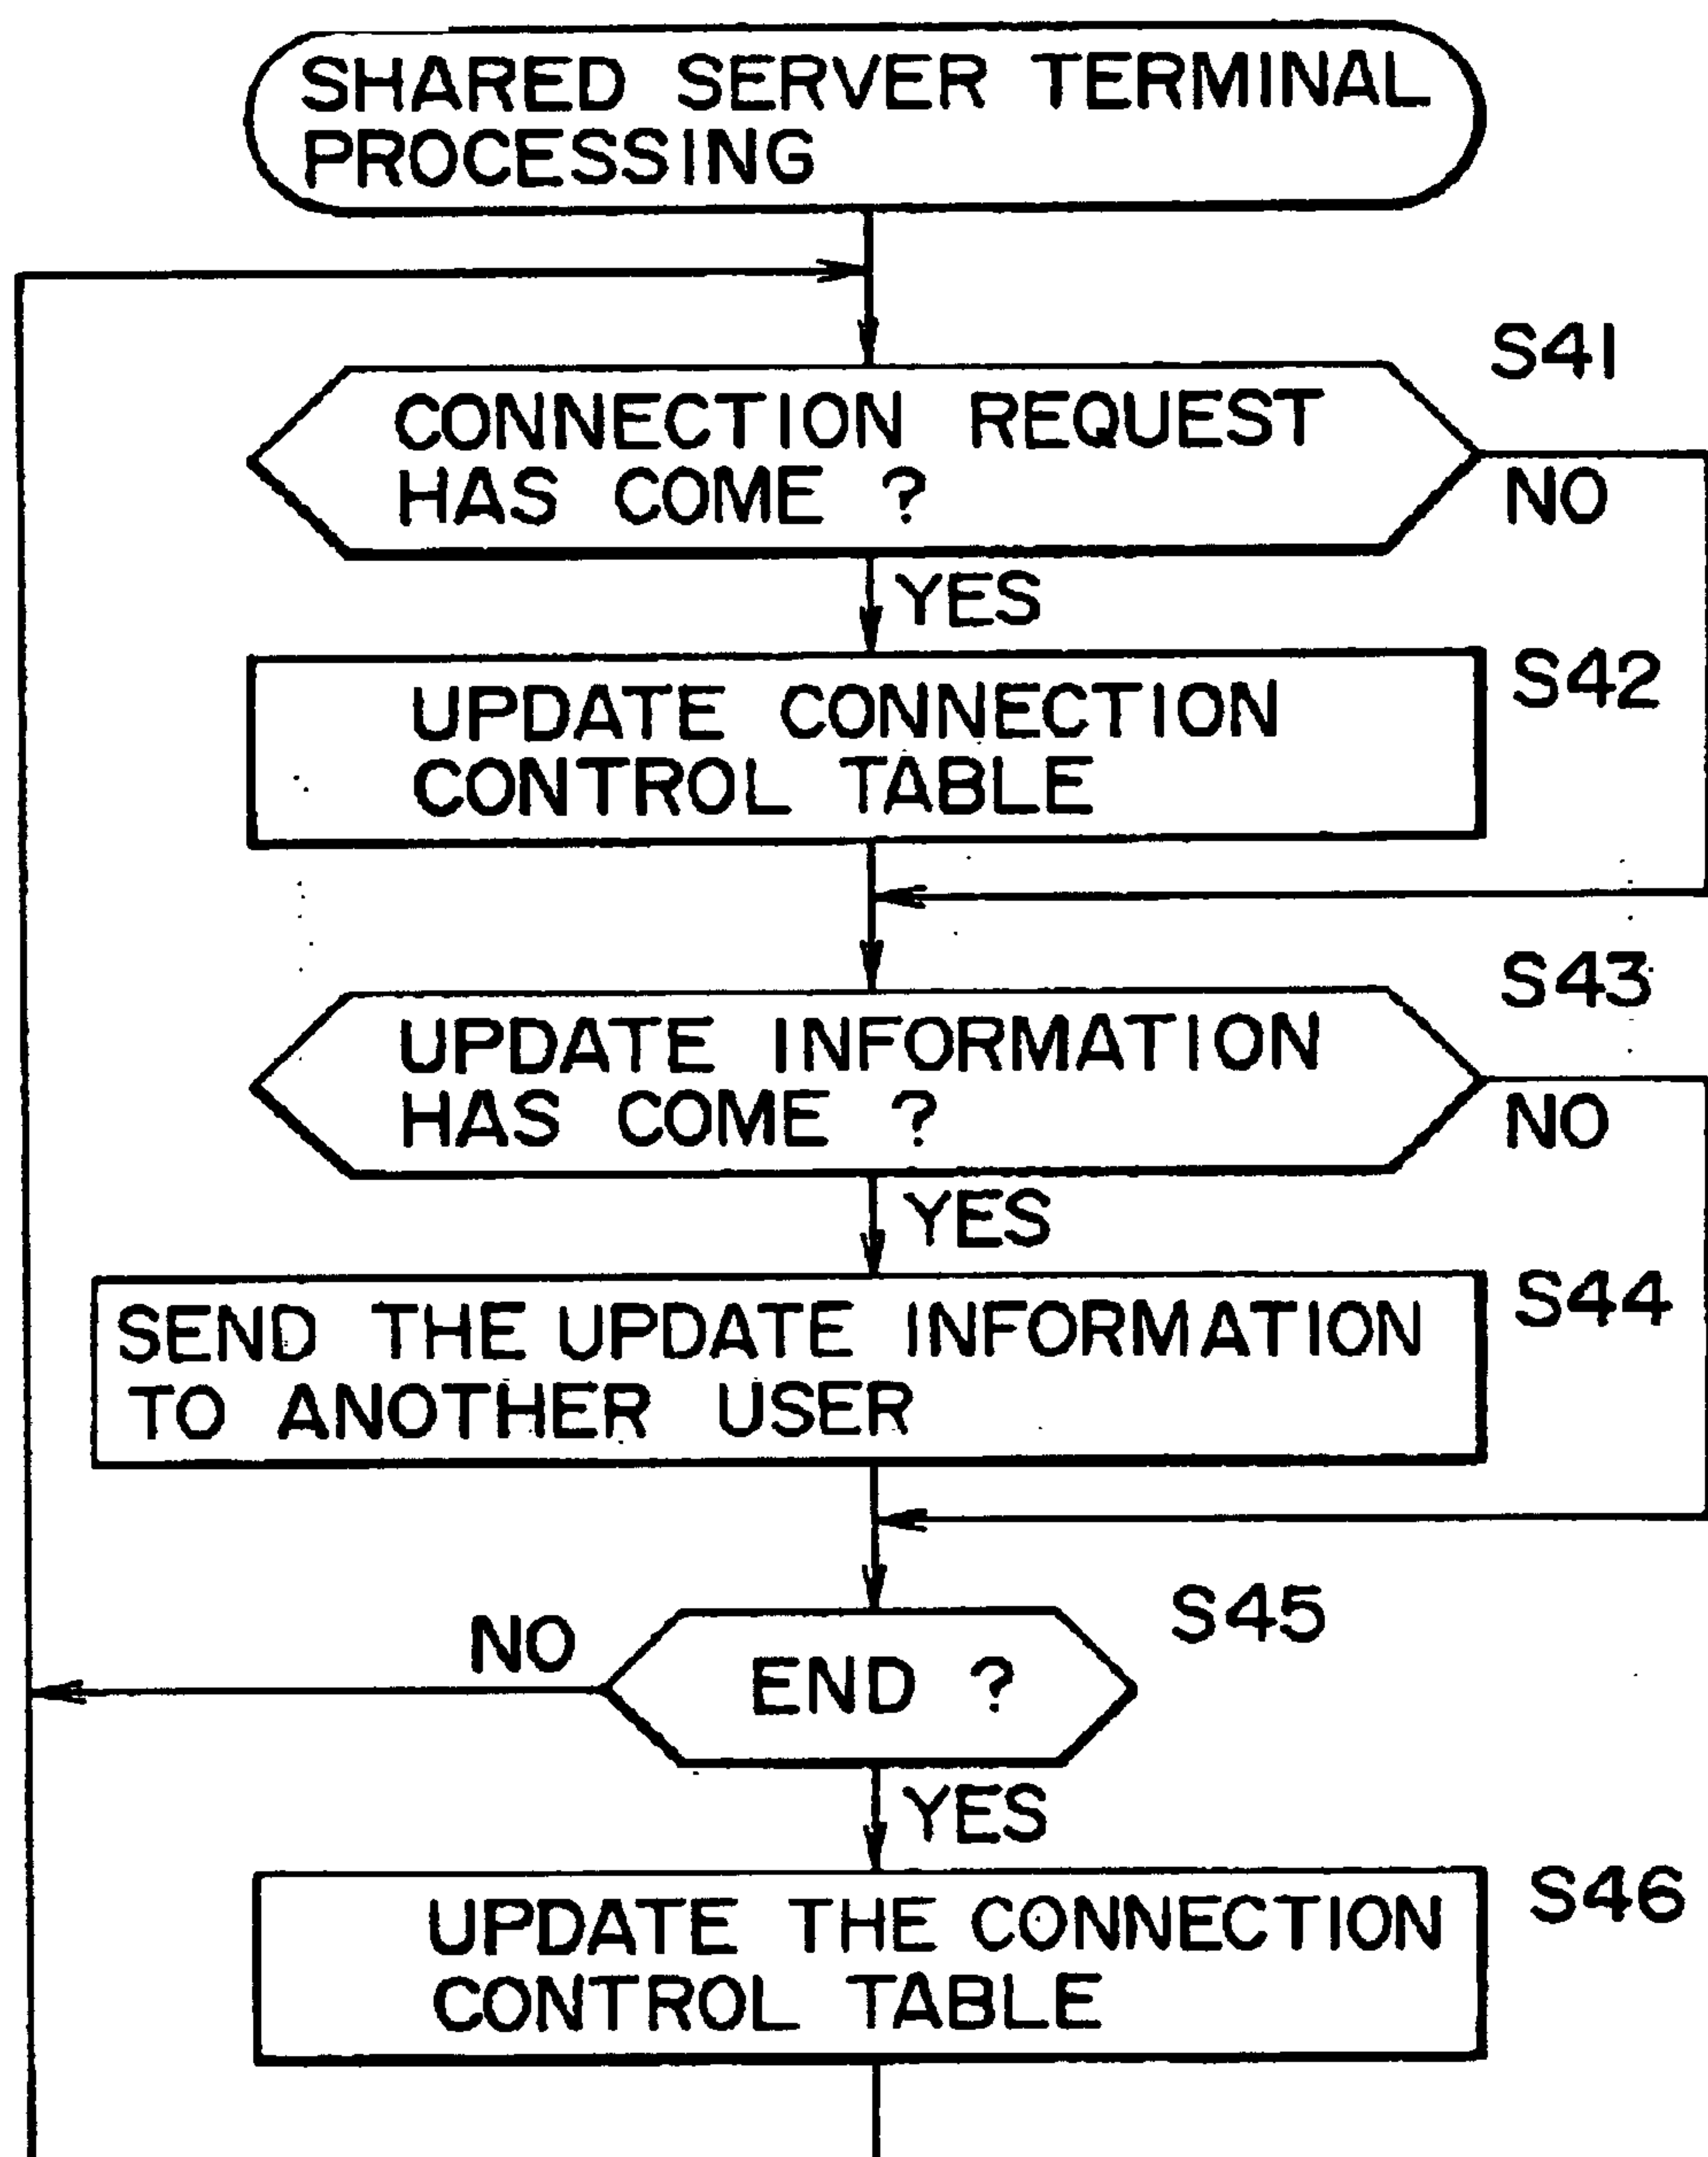 SHARED SERVER TERMINAL
PROCESSING
S41
CONNECTION REQUEST
HAS COME ?
NO
YES
S42
UPDATE CONNECTION
CONTROL TABLE
S43
UPDATE INFORMATION
HAS COME ?
NO
YES
S44
SEND THE UPDATE INFORMATION
TO ANOTHER USER
S45
NO
END ?
YES
S46
UPDATE THE CONNECTION
CONTROL TABLE